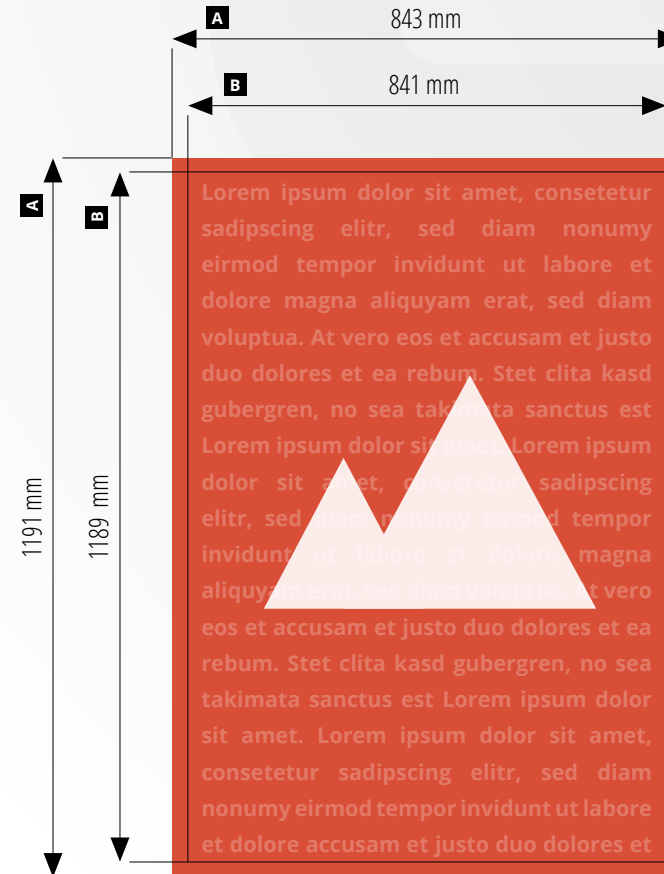 A
843 mm
B
841 mm
A
B
1191 mm
1189 mm
Lorem ipsum dolor sit amet, consetetur
sadipscing elitr, sed diam nonumy
eirmod tempor invidunt ut labore et
dolore magna aliquyam erat, sed diam
voluptua. At vero eos et accusam et justo
duo dolores et ea rebum. Stet clita kasd
gubergren, no sea takimata sanctus est
Lorem ipsum dolor sit amet. Lorem ipsum
dolor sit amet, consetetur sadipscing
elitr, sed diam nonumy eirmod tempor
invidunt ut labore et dolore magna
aliquyam erat, sed diam voluptua. At vero
eos et accusam et justo duo dolores et ea
rebum. Stet clita kasd gubergren, no sea
takimata sanctus est Lorem ipsum dolor
sit amet. Lorem ipsum dolor sit amet,
consetetur sadipscing elitr, sed diam
nonumy eirmod tempor invidunt ut labore
et dolore accusam et justo duo dolores et